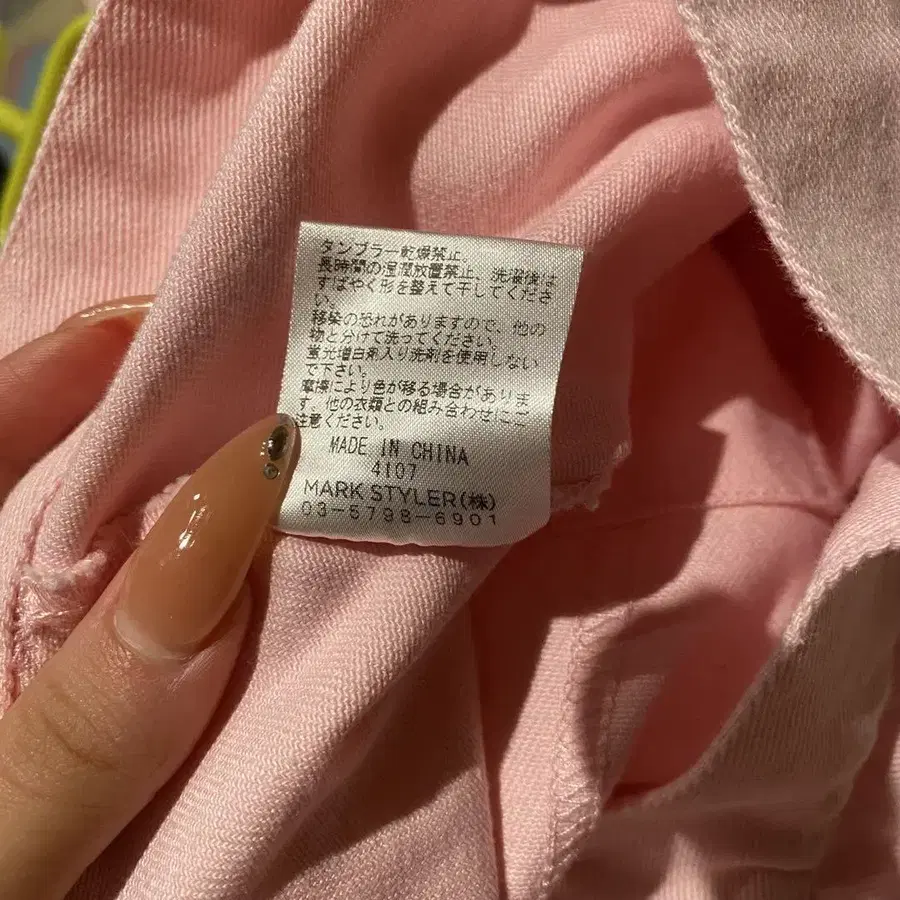 タンブラー乾燥禁止。
長時間の湿潤放置禁止、洗濯後は
すばやく形を整えて干してくださ
い。
移染の恐れがありますので、他の
物と分けて洗ってください。
蛍光増白剤入り洗剤を使用しない
で下さい。
摩擦により色が移る場合がありま
す。他の衣類との組み合わせにご
注意ください。
MADE IN CHINA
4107
MARK STYLER(株)
03-5798-6901